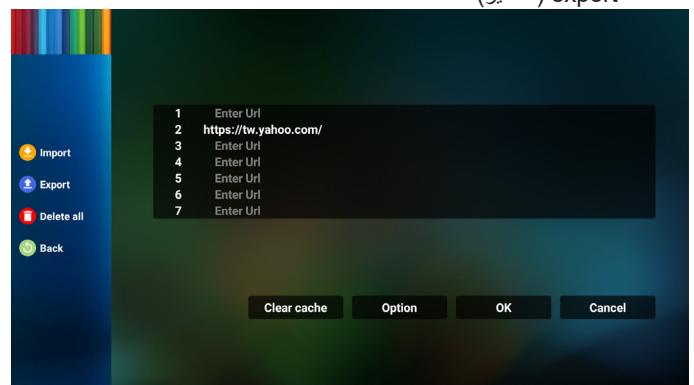 export
1 Enter Url
2 https://tw.yahoo.com/
3 Enter Url
4 Enter Url
5 Enter Url
6 Enter Url
7 Enter Url
Import
Export
Delete all
Back
Clear cache Option OK Cancel